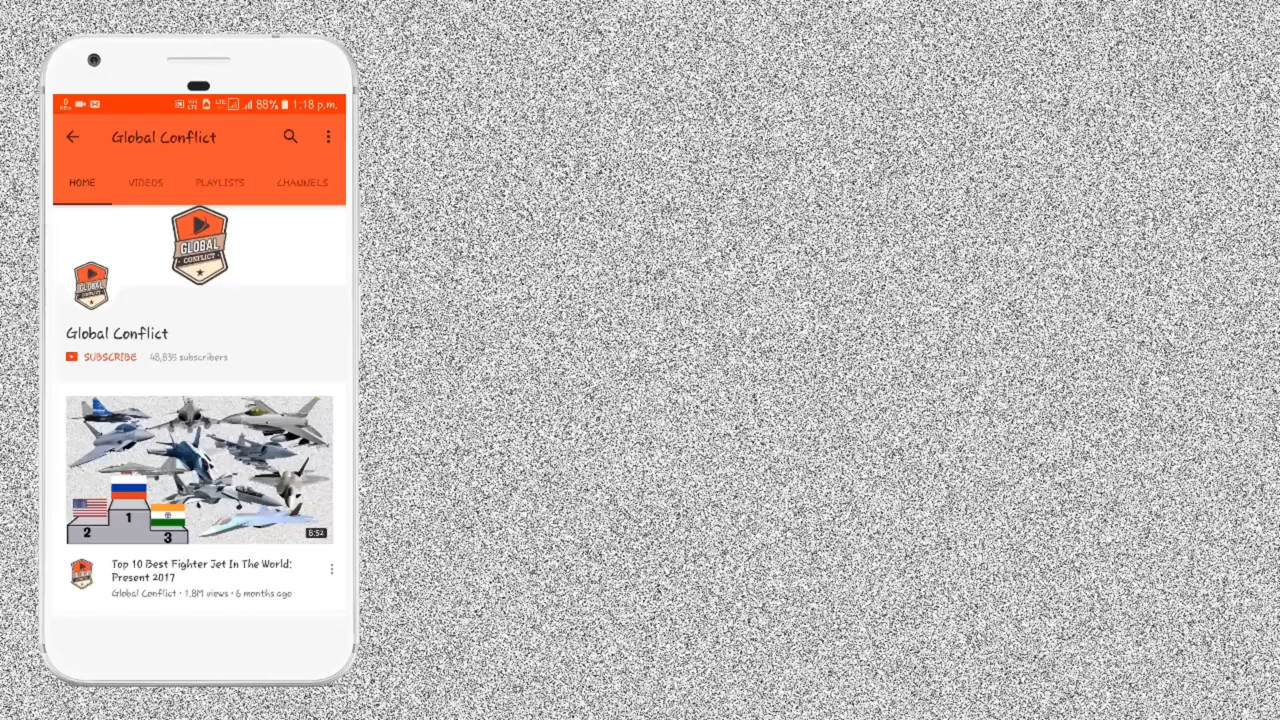 88% 1:18 p.m.
Global Conflict
HOME VIDEOS PLAYLISTS CHANNELS
GLOBAL
CONFLICT
GLOBAL
CONFLICT
Global Conflict
SUBSCRIBE 48,835 subscribers
1
2
3
8:52
Top 10 Best Fighter Jet In The World:
Present 2017
Global Conflict · 1.8M views · 6 months ago